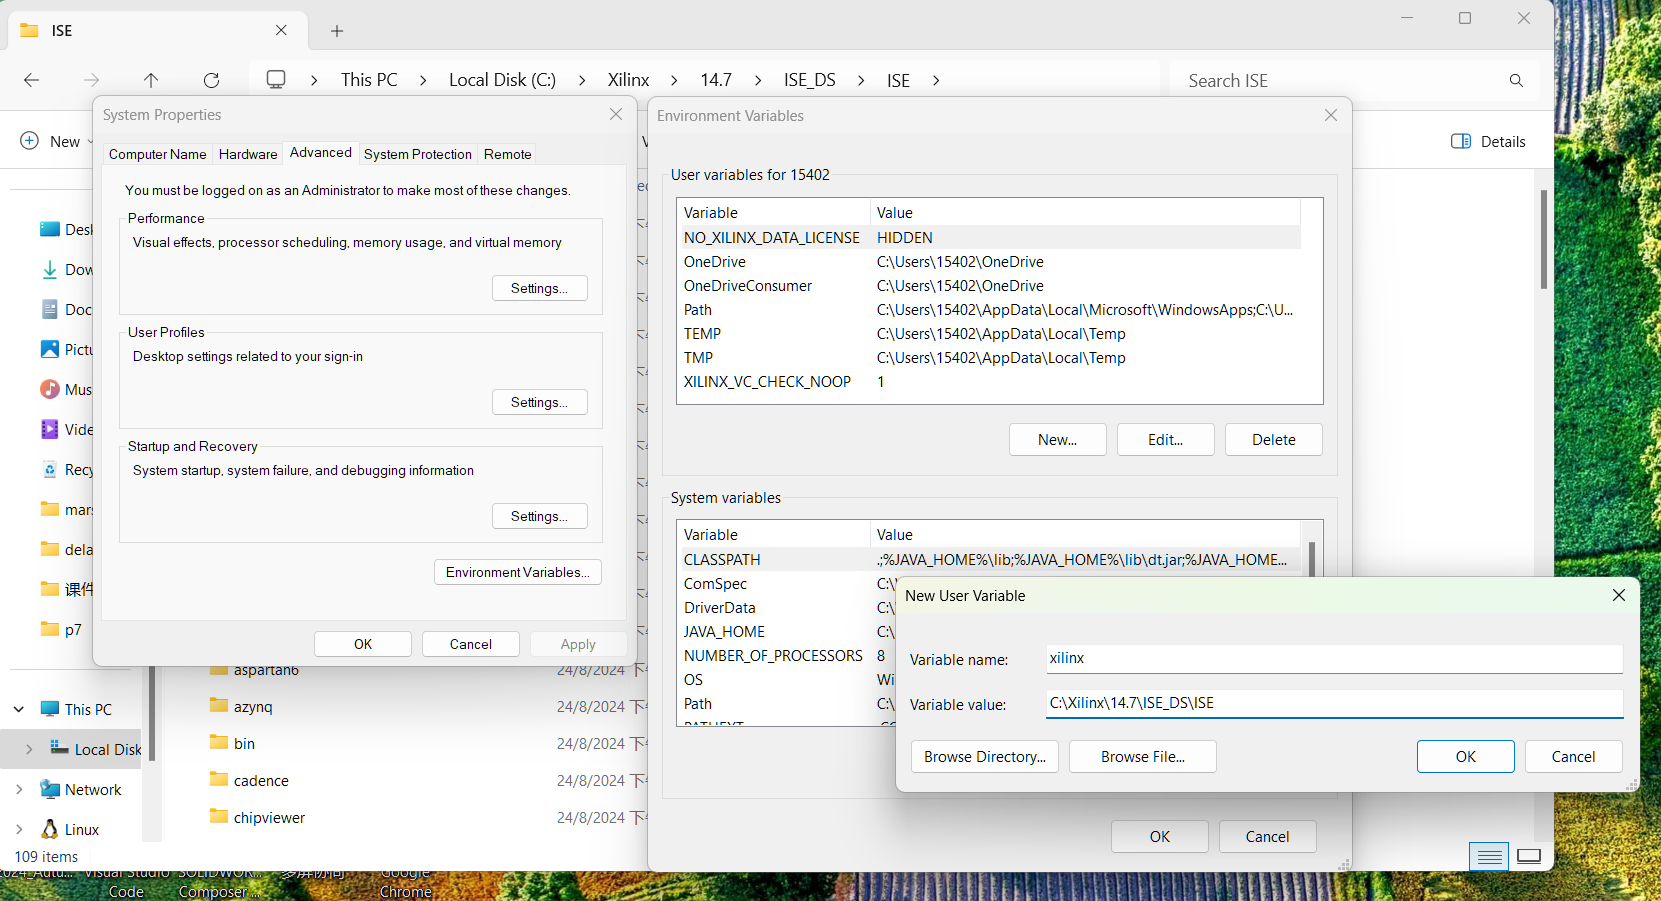 ISE
This PC
Local Disk (C:)
Xilinx
14.7
ISE_DS
ISE
Search ISE
New
Details
System Properties
Computer Name
Hardware
Advanced
System Protection
Remote
You must be logged on as an Administrator to make most of these changes.
Performance
Visual effects, processor scheduling, memory usage, and virtual memory
Settings...
User Profiles
Desktop settings related to your sign-in
Settings...
Startup and Recovery
System startup, system failure, and debugging information
Settings...
Environment Variables...
OK
Cancel
Apply
Environment Variables
User variables for 15402
Variable Value
NO_XILINX_DATA_LICENSE HIDDEN
OneDrive C:\Users\15402\OneDrive
OneDriveConsumer C:\Users\15402\OneDrive
Path C:\Users\15402\AppData\Local\Microsoft\WindowsApps;C:\U...
TEMP C:\Users\15402\AppData\Local\Temp
TMP C:\Users\15402\AppData\Local\Temp
XILINX_VC_CHECK_NOOP 1
New...
Edit...
Delete
System variables
Variable Value
CLASSPATH .;%JAVA_HOME%\lib;%JAVA_HOME%\lib\dt.jar;%JAVA_HOME...
ComSpec C:\
DriverData C:\
JAVA_HOME C:\
NUMBER_OF_PROCESSORS 8
OS Wi
Path C:\
PATHEXT
OK
Cancel
New User Variable
Variable name: xilinx
Variable value: C:\Xilinx\14.7\ISE_DS\ISE
Browse Directory...
Browse File...
OK
Cancel
Desk
Dow
Doc
Pictu
Mus
Vide
Recy
mars
dela
课件
p7
This PC
Local Disk
Network
Linux
109 items
aspartan6 24/8/2024 下
azynq 24/8/2024 下
bin 24/8/2024 下
cadence 24/8/2024 下
chipviewer 24/8/2024 下
2024_Autu... Visual Studio Code
SOLIDWOR... Composer ...
多屏协同
Google Chrome